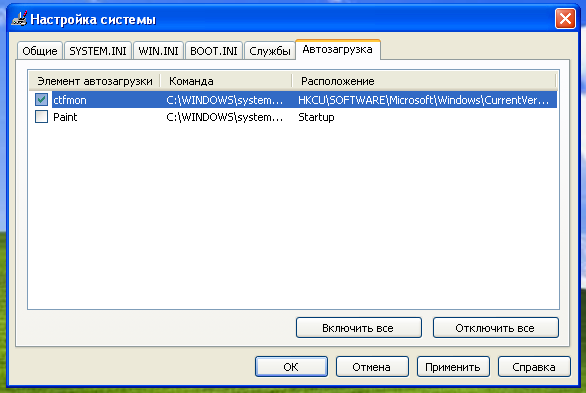 Настройка системы
Общие SYSTEM.INI WIN.INI BOOT.INI Службы Автозагрузка
Элемент автозагрузки Команда Расположение
ctfmon C:\WINDOWS\system... HKCU\SOFTWARE\Microsoft\Windows\CurrentVer...
Paint C:\WINDOWS\system... Startup
Включить все Отключить все
OK Отмена Применить Справка